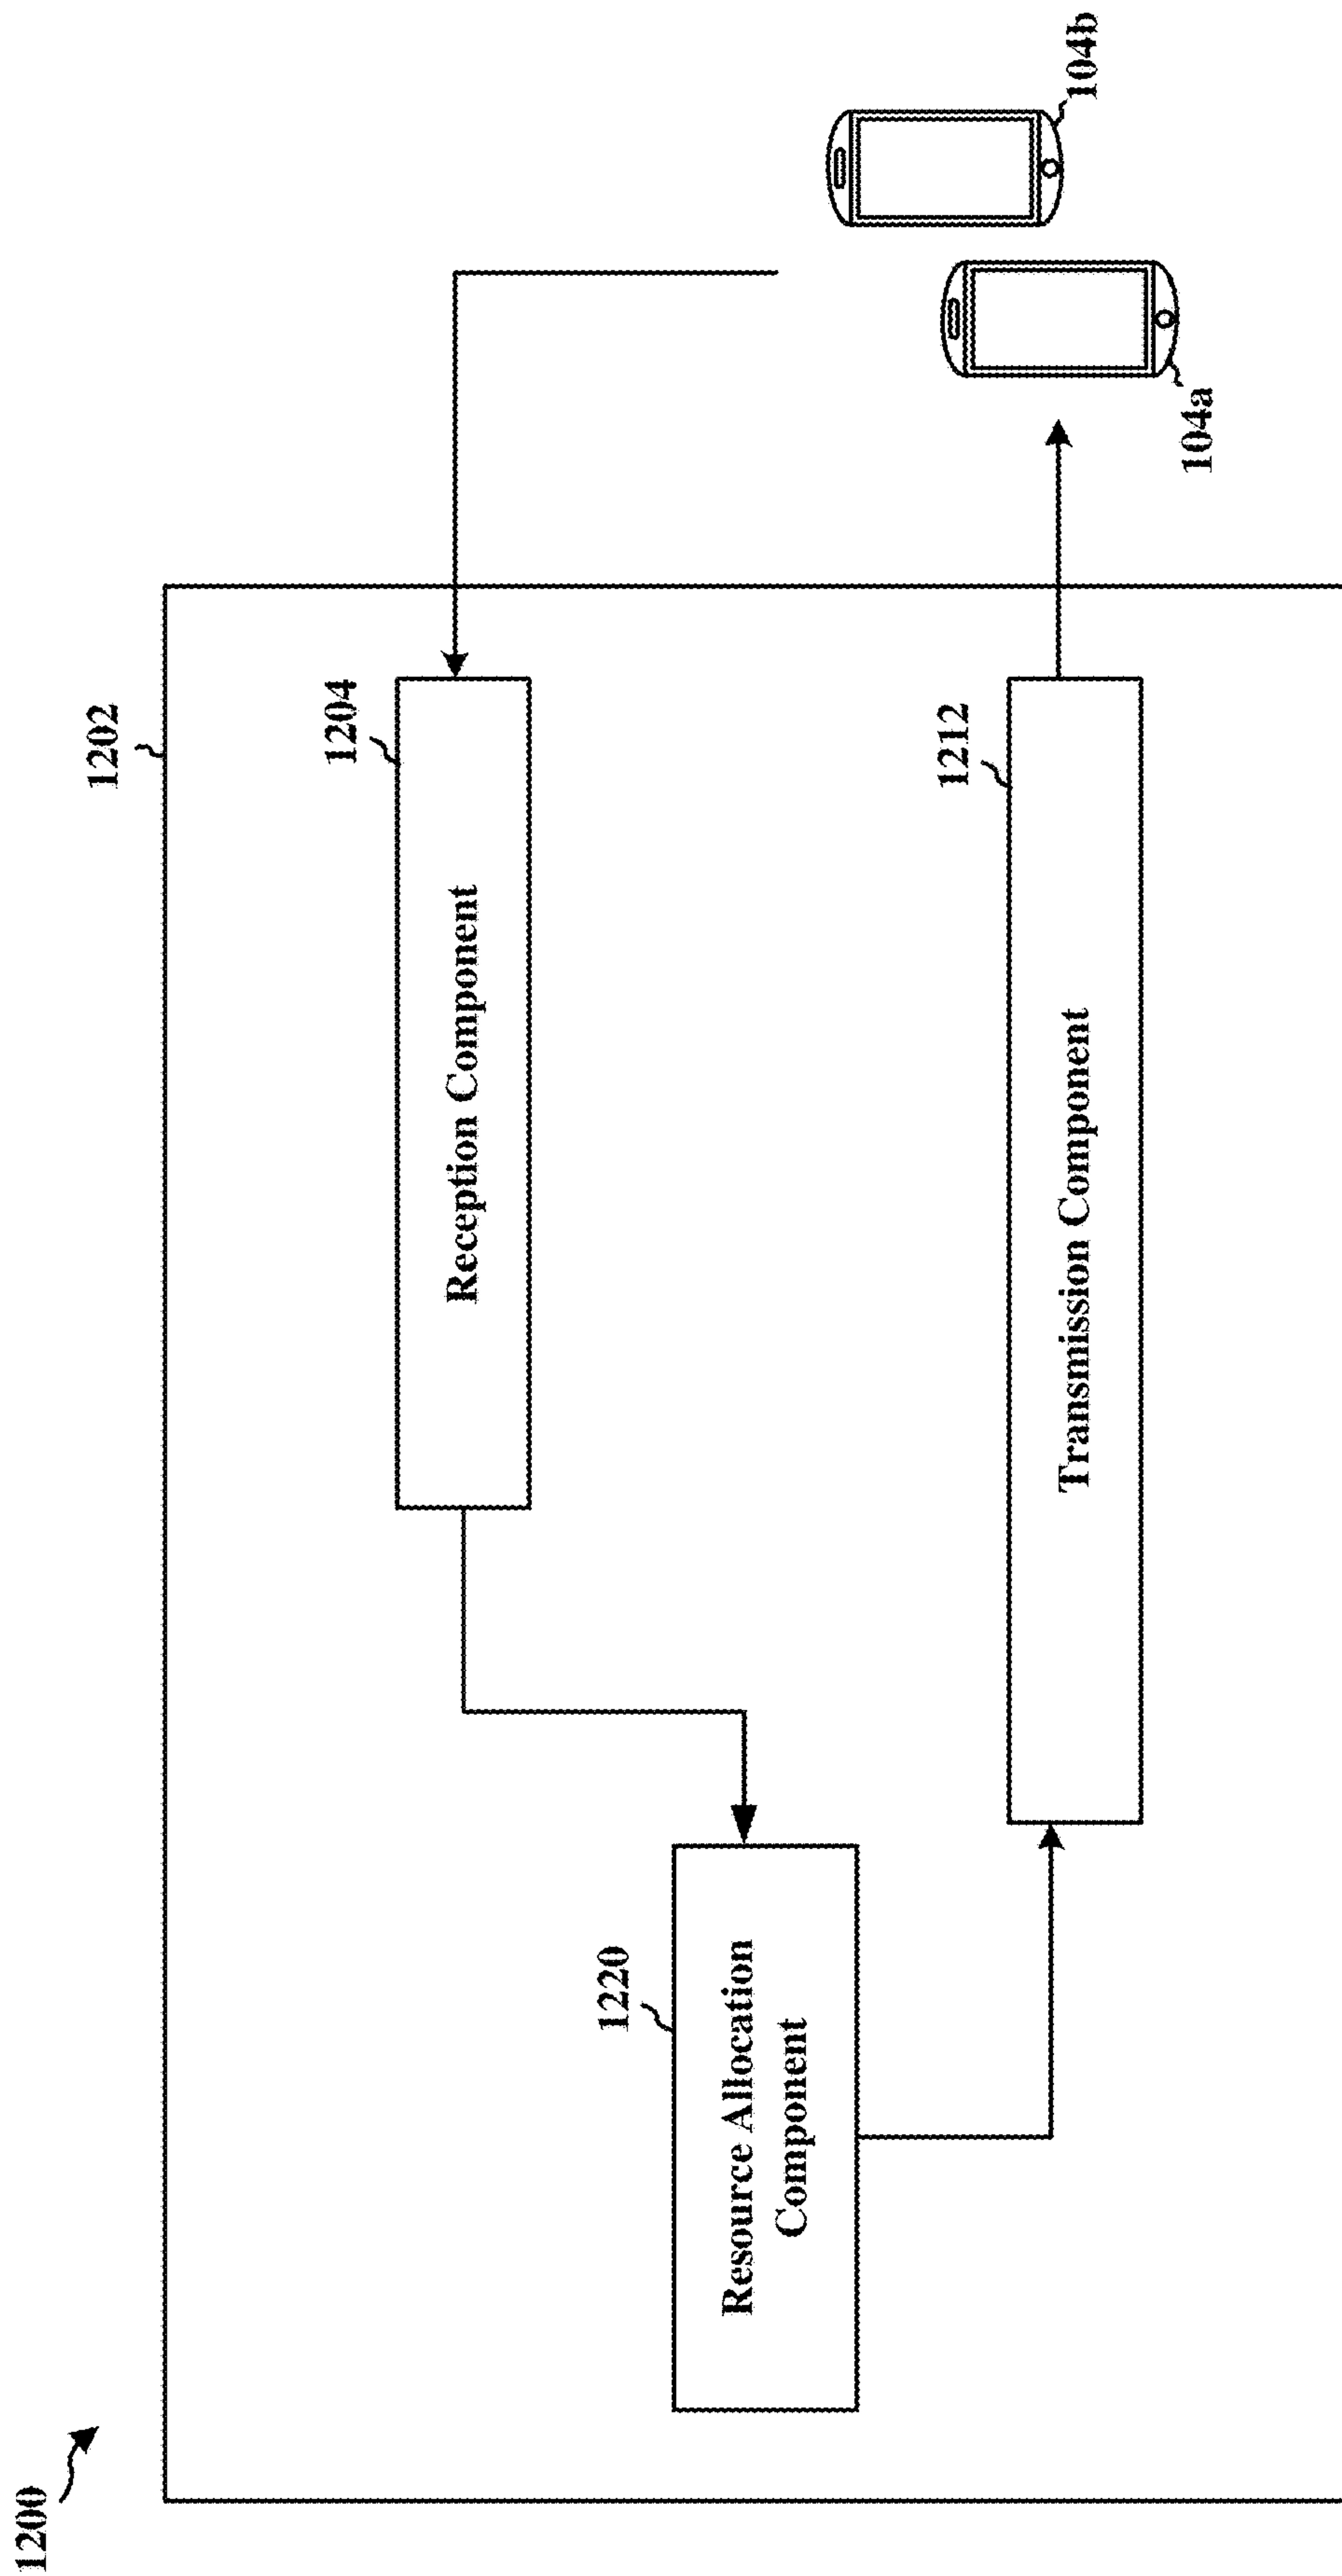 1200
1202
1204
Reception Component
1220
Resource Allocation
Component
1212
Transmission Component
104a
104b